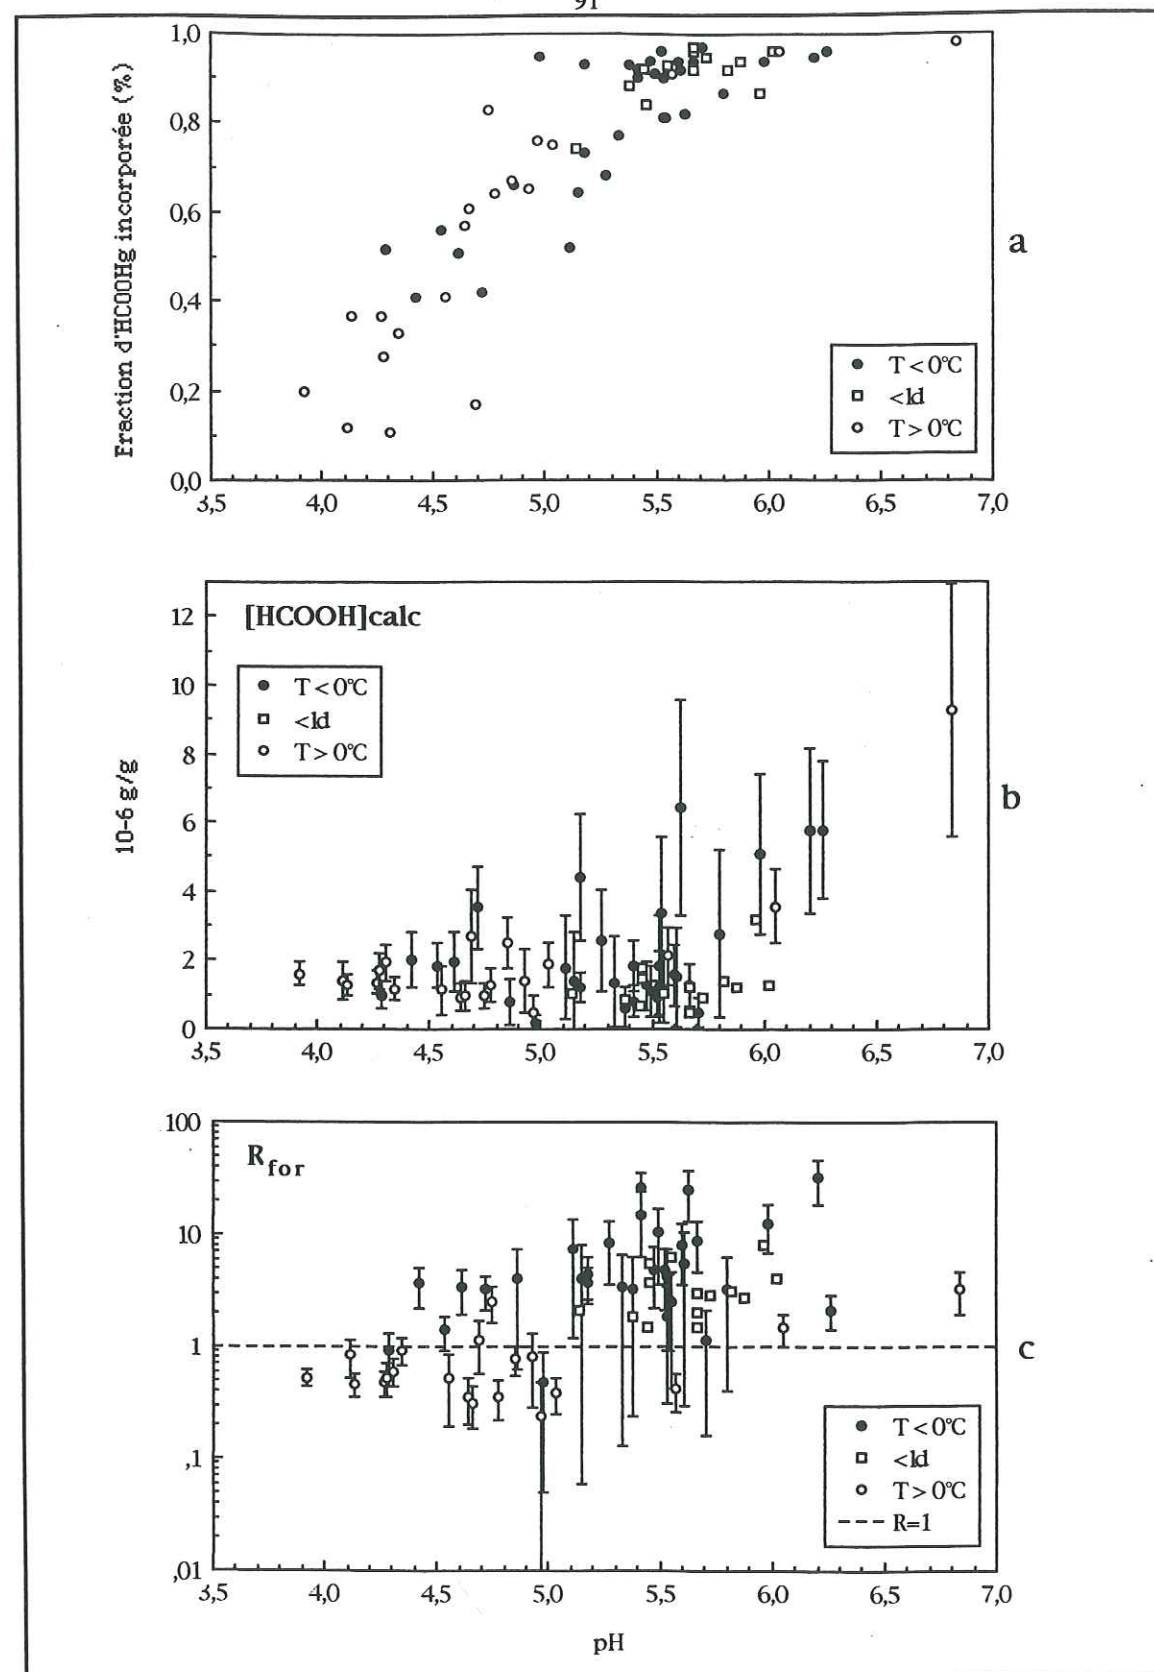 91
1,0
0,8
0,6
0,4
0,2
0,0
Fraction d'HCOOHg incorporée (%)
T < 0°C
<ld
T > 0°C
a
3,5 4,0 4,5 5,0 5,5 6,0 6,5 7,0
[HCOOH]calc
12
10
8
6
4
2
0
10-6 g/g
T < 0°C
<ld
T > 0°C
b
3,5 4,0 4,5 5,0 5,5 6,0 6,5 7,0
Rfor
100
10
1
,1
,01
T < 0°C
<ld
T > 0°C
R=1
c
3,5 4,0 4,5 5,0 5,5 6,0 6,5 7,0
pH